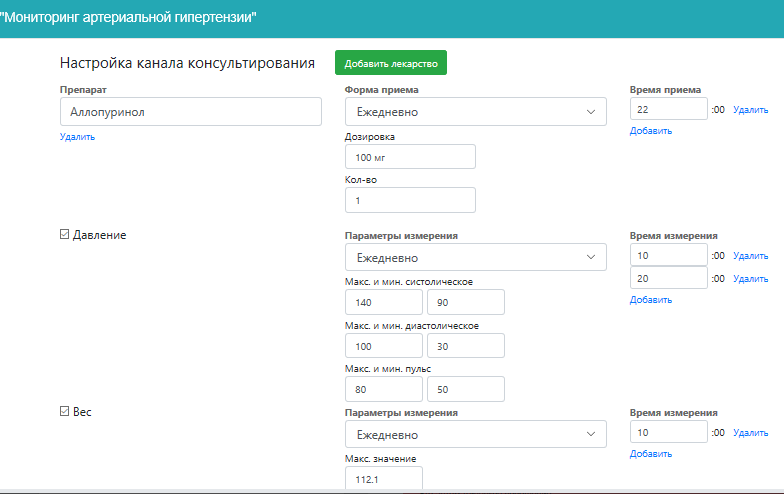 "Мониторинг артериальной гипертензии"
Настройка канала консультирования Добавить лекарство
Препарат Форма приема Время приема
Аллопуринол Ежедневно 22 :00 Удалить
Удалить Добавить
Дозировка
100 мг
Кол-во
1
Давление Параметры измерения Время измерения
Ежедневно 10 :00 Удалить
20 :00 Удалить
Макс. и мин. систолическое
140 90 Добавить
Макс. и мин. диастолическое
100 30
Макс. и мин. пульс
80 50
Вес Параметры измерения Время измерения
Ежедневно 10 :00 Удалить
Добавить
Макс. значение
112.1